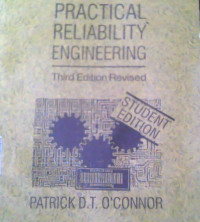 PRACTICAL
RELIABILITY
ENGINEERING
Third Edition Revised
STUDENT
EDITION
PATRICK D.T. O'CONNOR